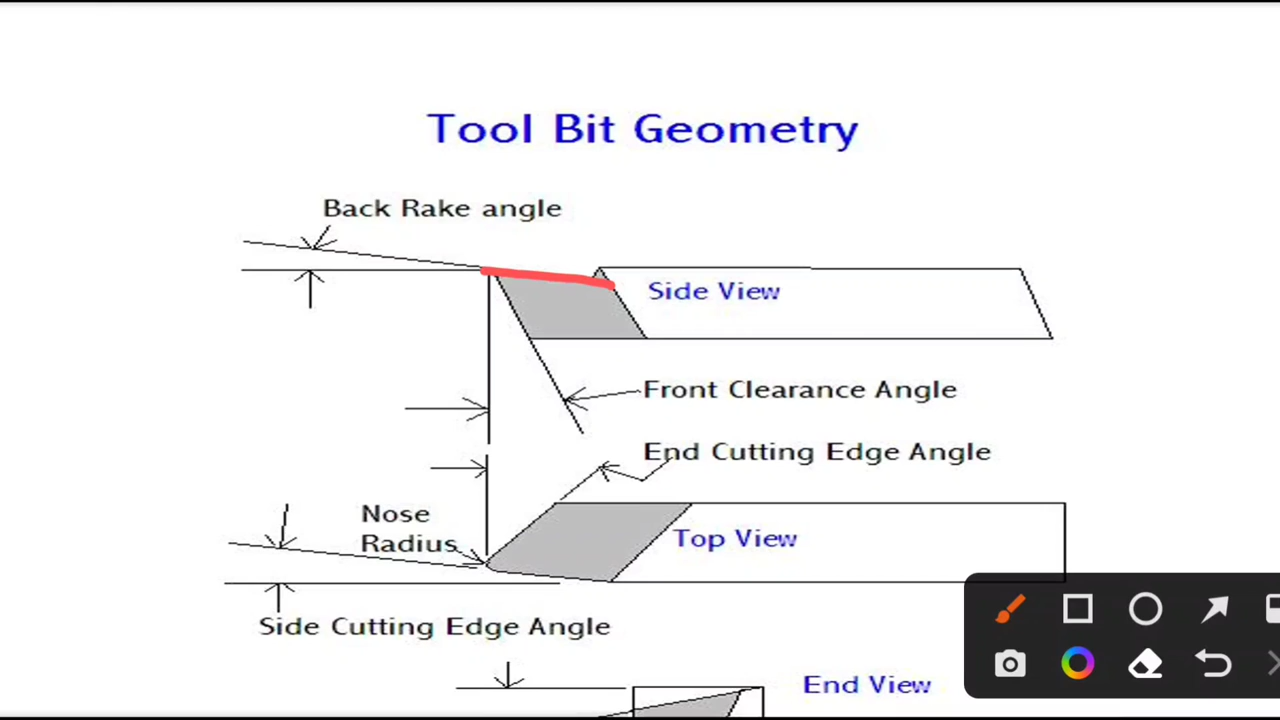 Tool Bit Geometry
Back Rake angle
Side View
Front Clearance Angle
End Cutting Edge Angle
Nose
Radius
Top View
Side Cutting Edge Angle
End View